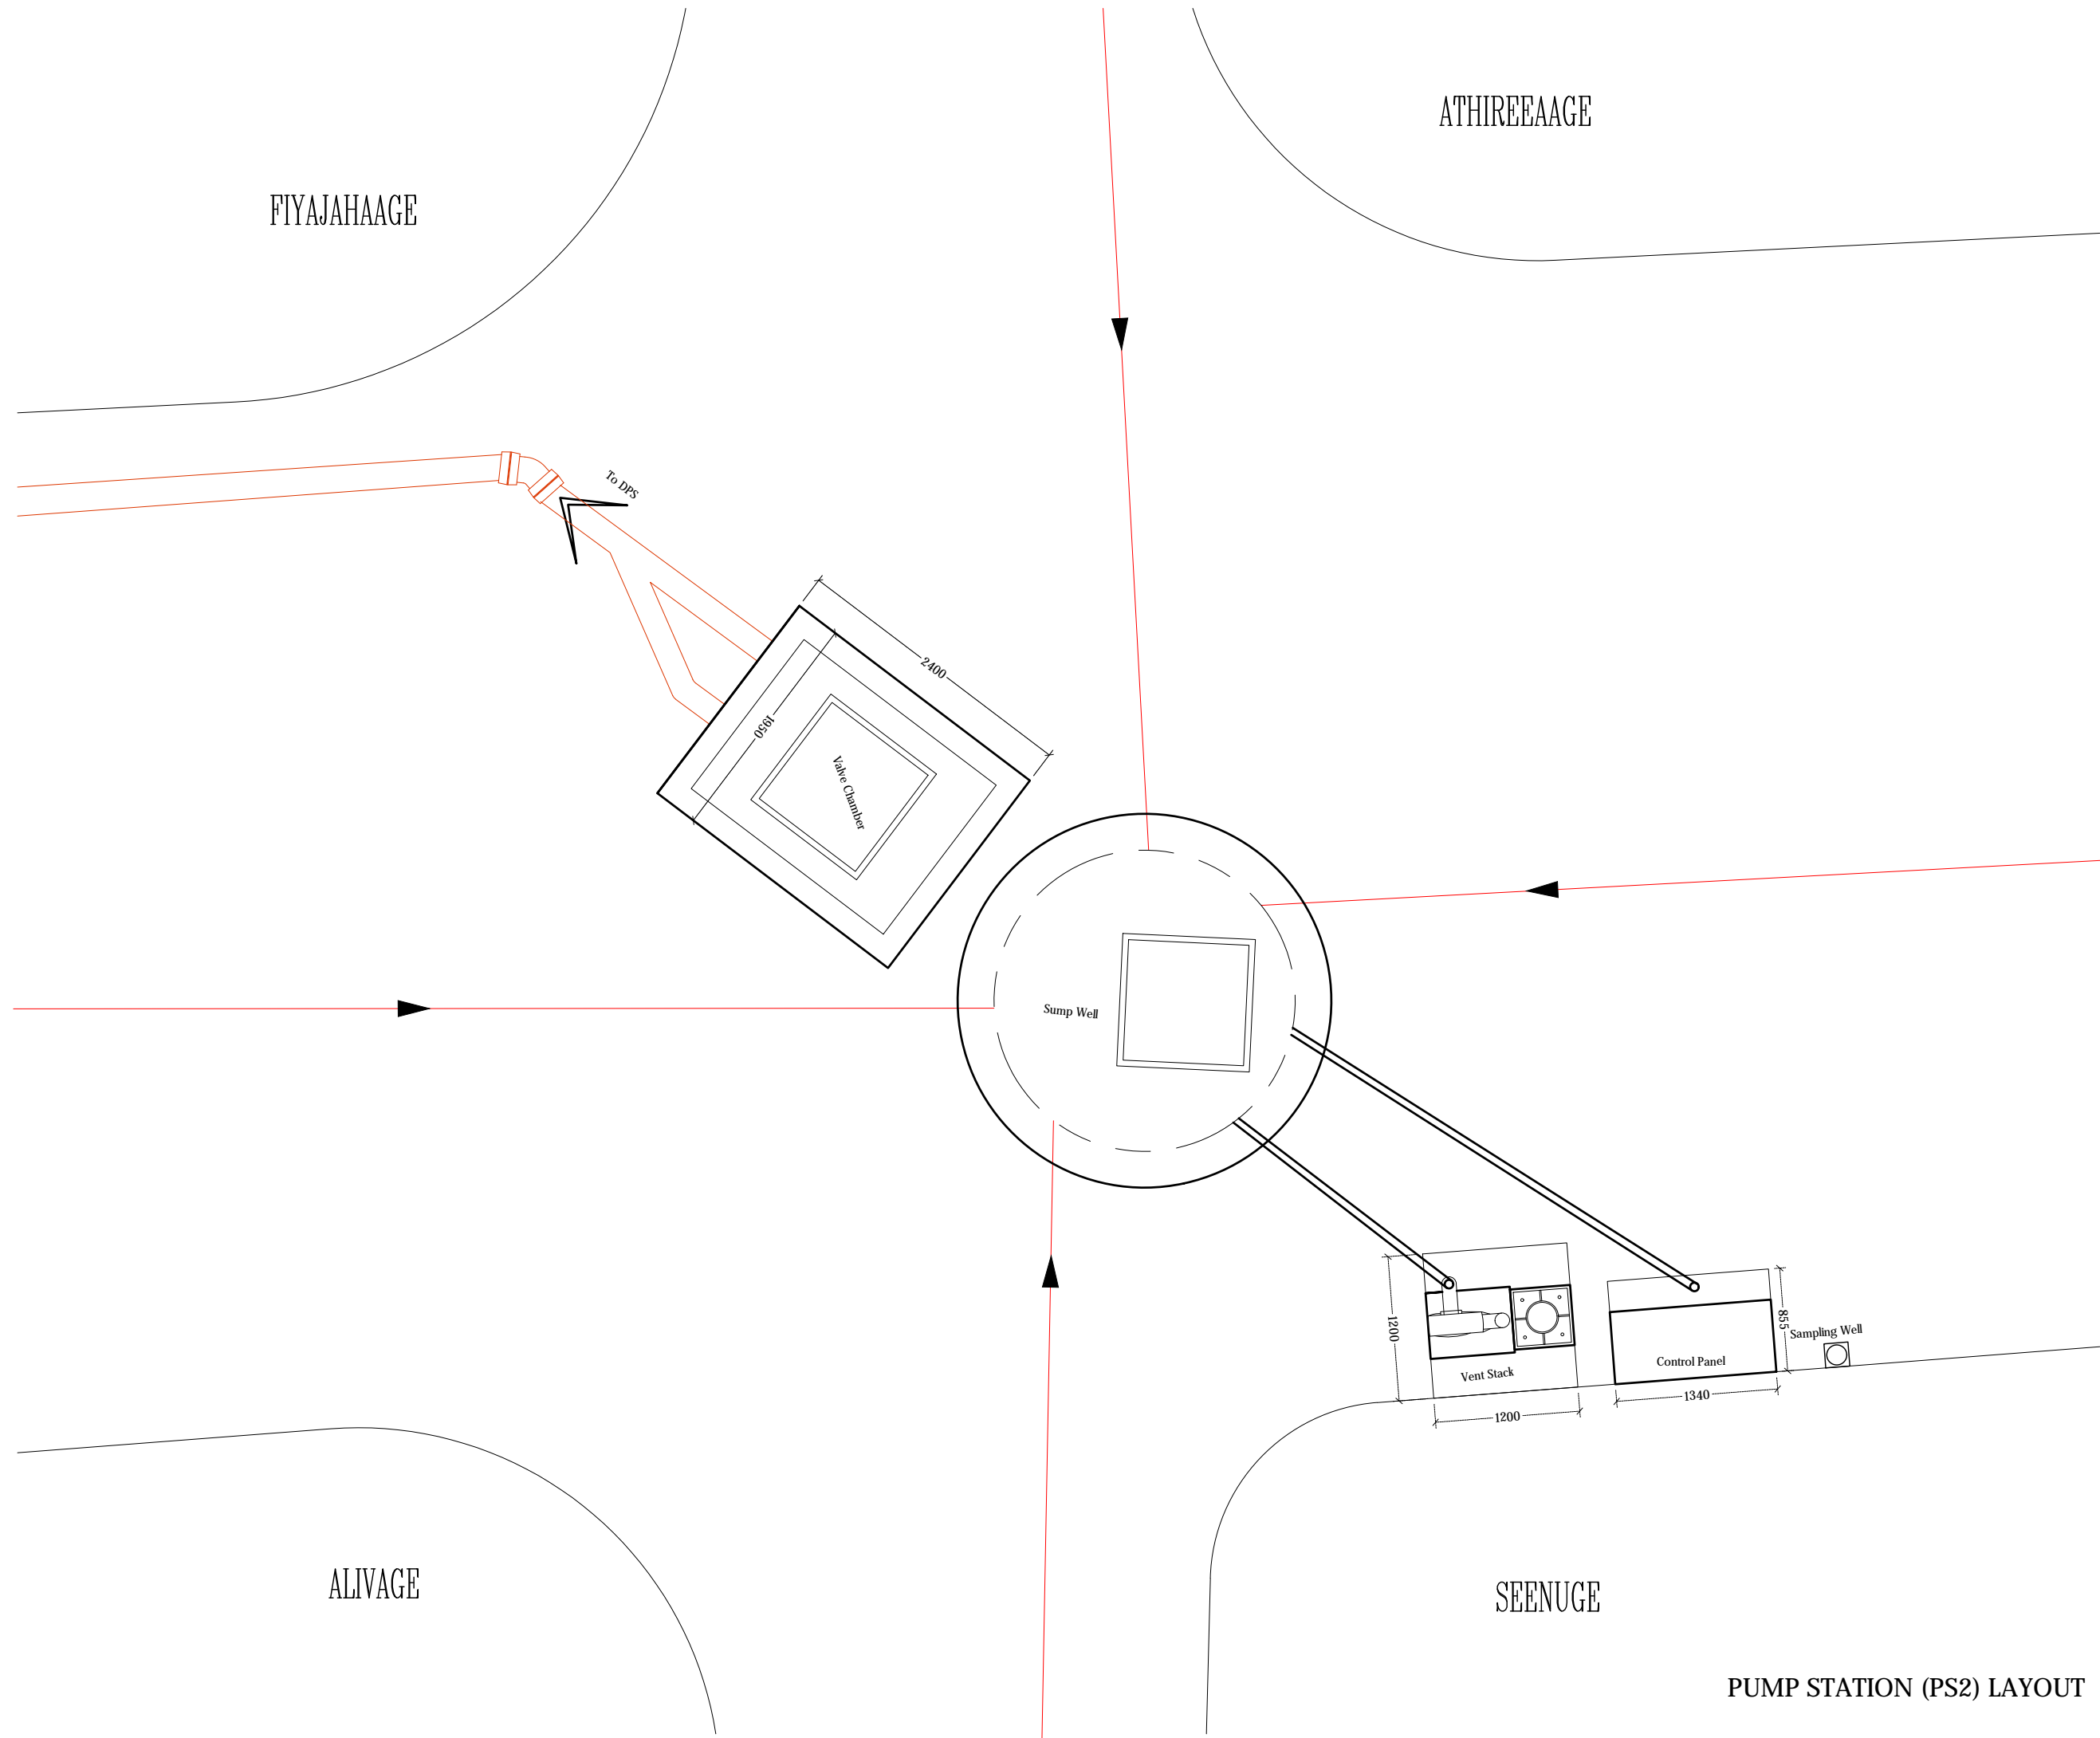 ATHIREEAAGE
FIYAJAHAAGE
To DPS
2400
1950
Valve Chamber
Sump Well
1200
855
Sampling Well
Control Panel
Vent Stack
1340
1200
ALIVAGE
SEENUGE
PUMP STATION (PS2) LAYOUT